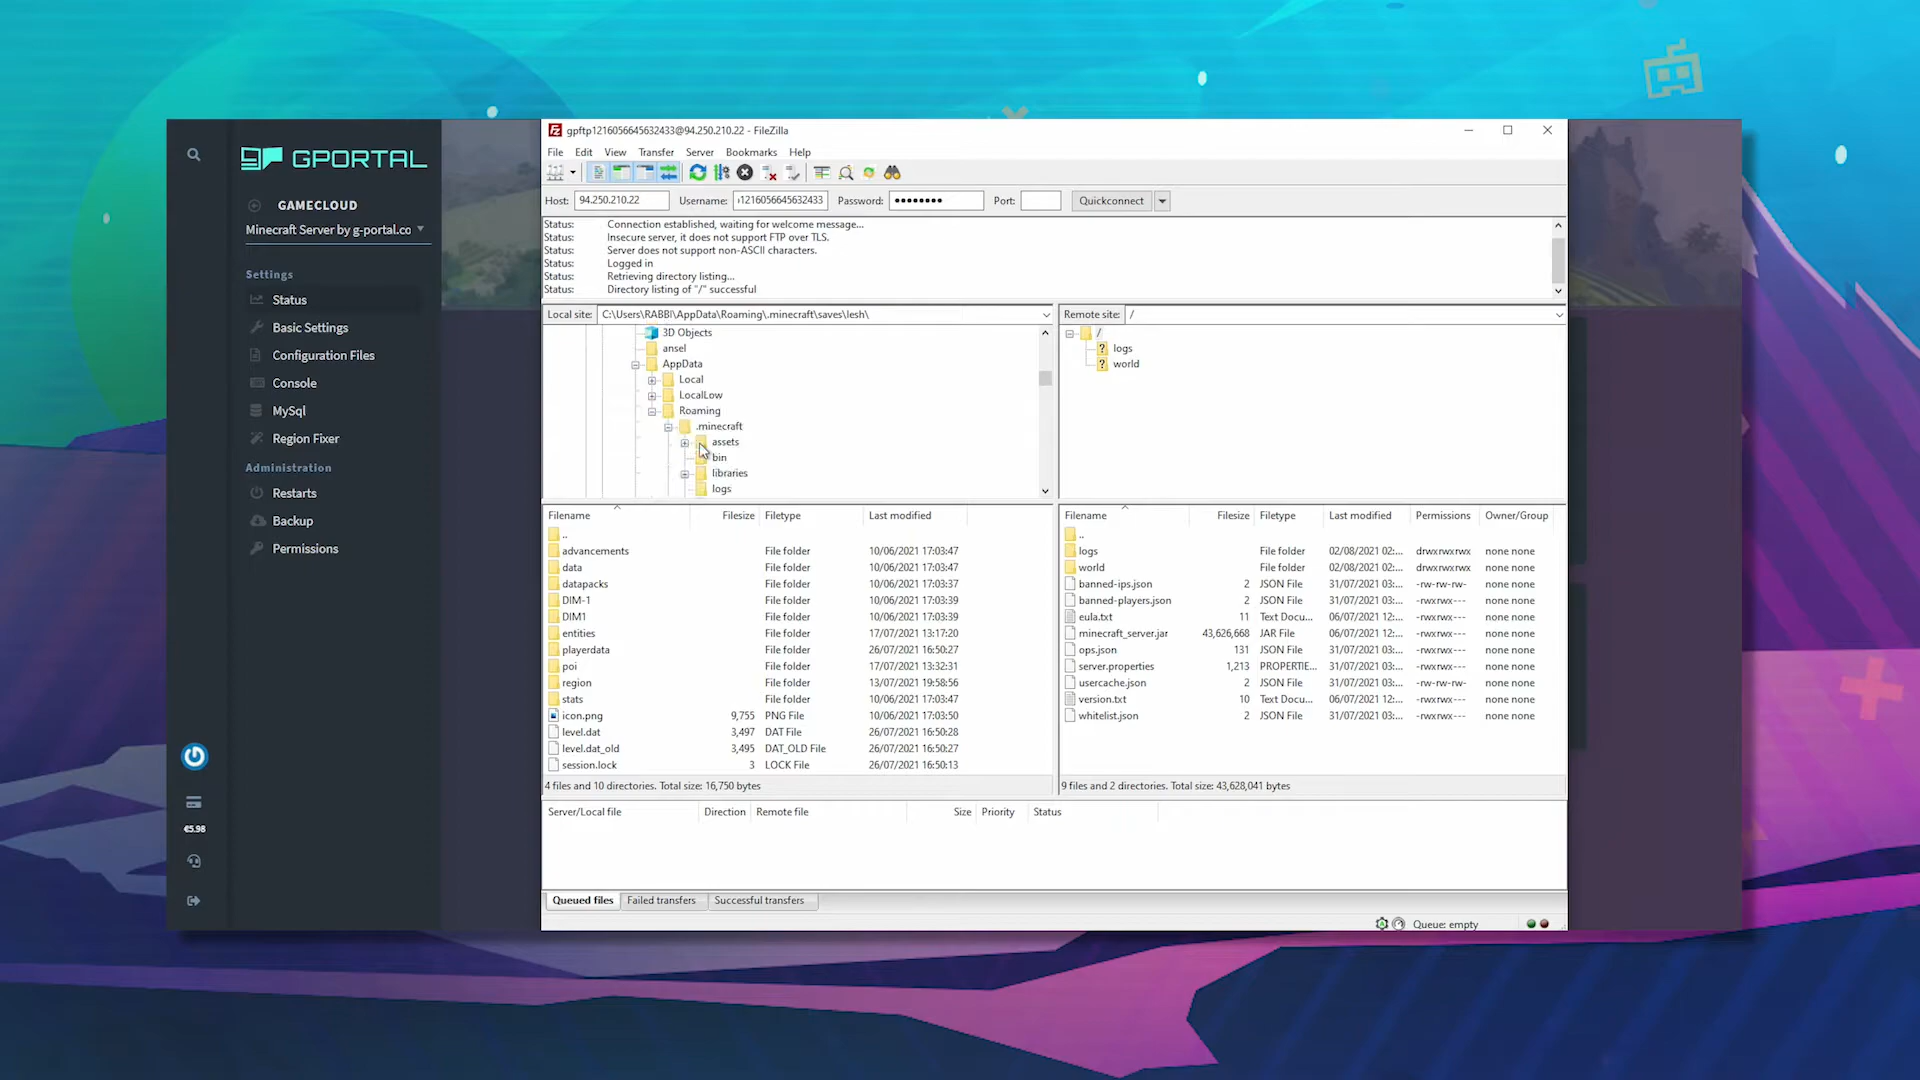 GPORTAL
GAMECLOUD
Minecraft Server by g-portal.co
Settings
Status
Basic Settings
Configuration Files
Console
MySql
Region Fixer
Administration
Restarts
Backup
Permissions
€5.98
gpftp1216056645632433@94.250.210.22 - FileZilla
File Edit View Transfer Server Bookmarks Help
Host: 94.250.210.22 Username: 1216056645632433 Password: •••••••• Port: Quickconnect
Status: Connection established, waiting for welcome message...
Status: Insecure server, it does not support FTP over TLS.
Status: Server does not support non-ASCII characters.
Status: Logged in
Status: Retrieving directory listing...
Status: Directory listing of "/" successful
Local site: C:\Users\RABBI\AppData\Roaming\.minecraft\saves\lesh\
3D Objects
ansel
AppData
Local
LocalLow
Roaming
.minecraft
assets
bin
libraries
logs
Remote site: /
/
logs
world
Filename Filesize Filetype Last modified
..
advancements File folder 10/06/2021 17:03:47
data File folder 10/06/2021 17:03:47
datapacks File folder 10/06/2021 17:03:37
DIM-1 File folder 10/06/2021 17:03:39
DIM1 File folder 10/06/2021 17:03:39
entities File folder 17/07/2021 13:17:20
playerdata File folder 26/07/2021 16:50:27
poi File folder 17/07/2021 13:32:31
region File folder 13/07/2021 19:58:56
stats File folder 10/06/2021 17:03:47
icon.png 9,755 PNG File 10/06/2021 17:03:50
level.dat 3,497 DAT File 26/07/2021 16:50:28
level.dat_old 3,495 DAT_OLD File 26/07/2021 16:50:27
session.lock 3 LOCK File 26/07/2021 16:50:13
4 files and 10 directories. Total size: 16,750 bytes
Filename Filesize Filetype Last modified Permissions Owner/Group
..
logs File folder 02/08/2021 02:... drwxrwxrwx none none
world File folder 02/08/2021 02:... drwxrwxrwx none none
banned-ips.json 2 JSON File 31/07/2021 03:... -rw-rw-rw- none none
banned-players.json 2 JSON File 31/07/2021 03:... -rwxrwx--- none none
eula.txt 11 Text Docu... 06/07/2021 12:... -rwxrwx--- none none
minecraft_server.jar 43,626,668 JAR File 06/07/2021 12:... -rwxrwx--- none none
ops.json 131 JSON File 31/07/2021 03:... -rwxrwx--- none none
server.properties 1,213 PROPERTIE... 31/07/2021 03:... -rwxrwx--- none none
usercache.json 2 JSON File 31/07/2021 03:... -rw-rw-rw- none none
version.txt 10 Text Docu... 06/07/2021 12:... -rwxrwx--- none none
whitelist.json 2 JSON File 31/07/2021 03:... -rwxrwx--- none none
9 files and 2 directories. Total size: 43,628,041 bytes
Server/Local file Direction Remote file Size Priority Status
Queued files Failed transfers Successful transfers
Queue: empty